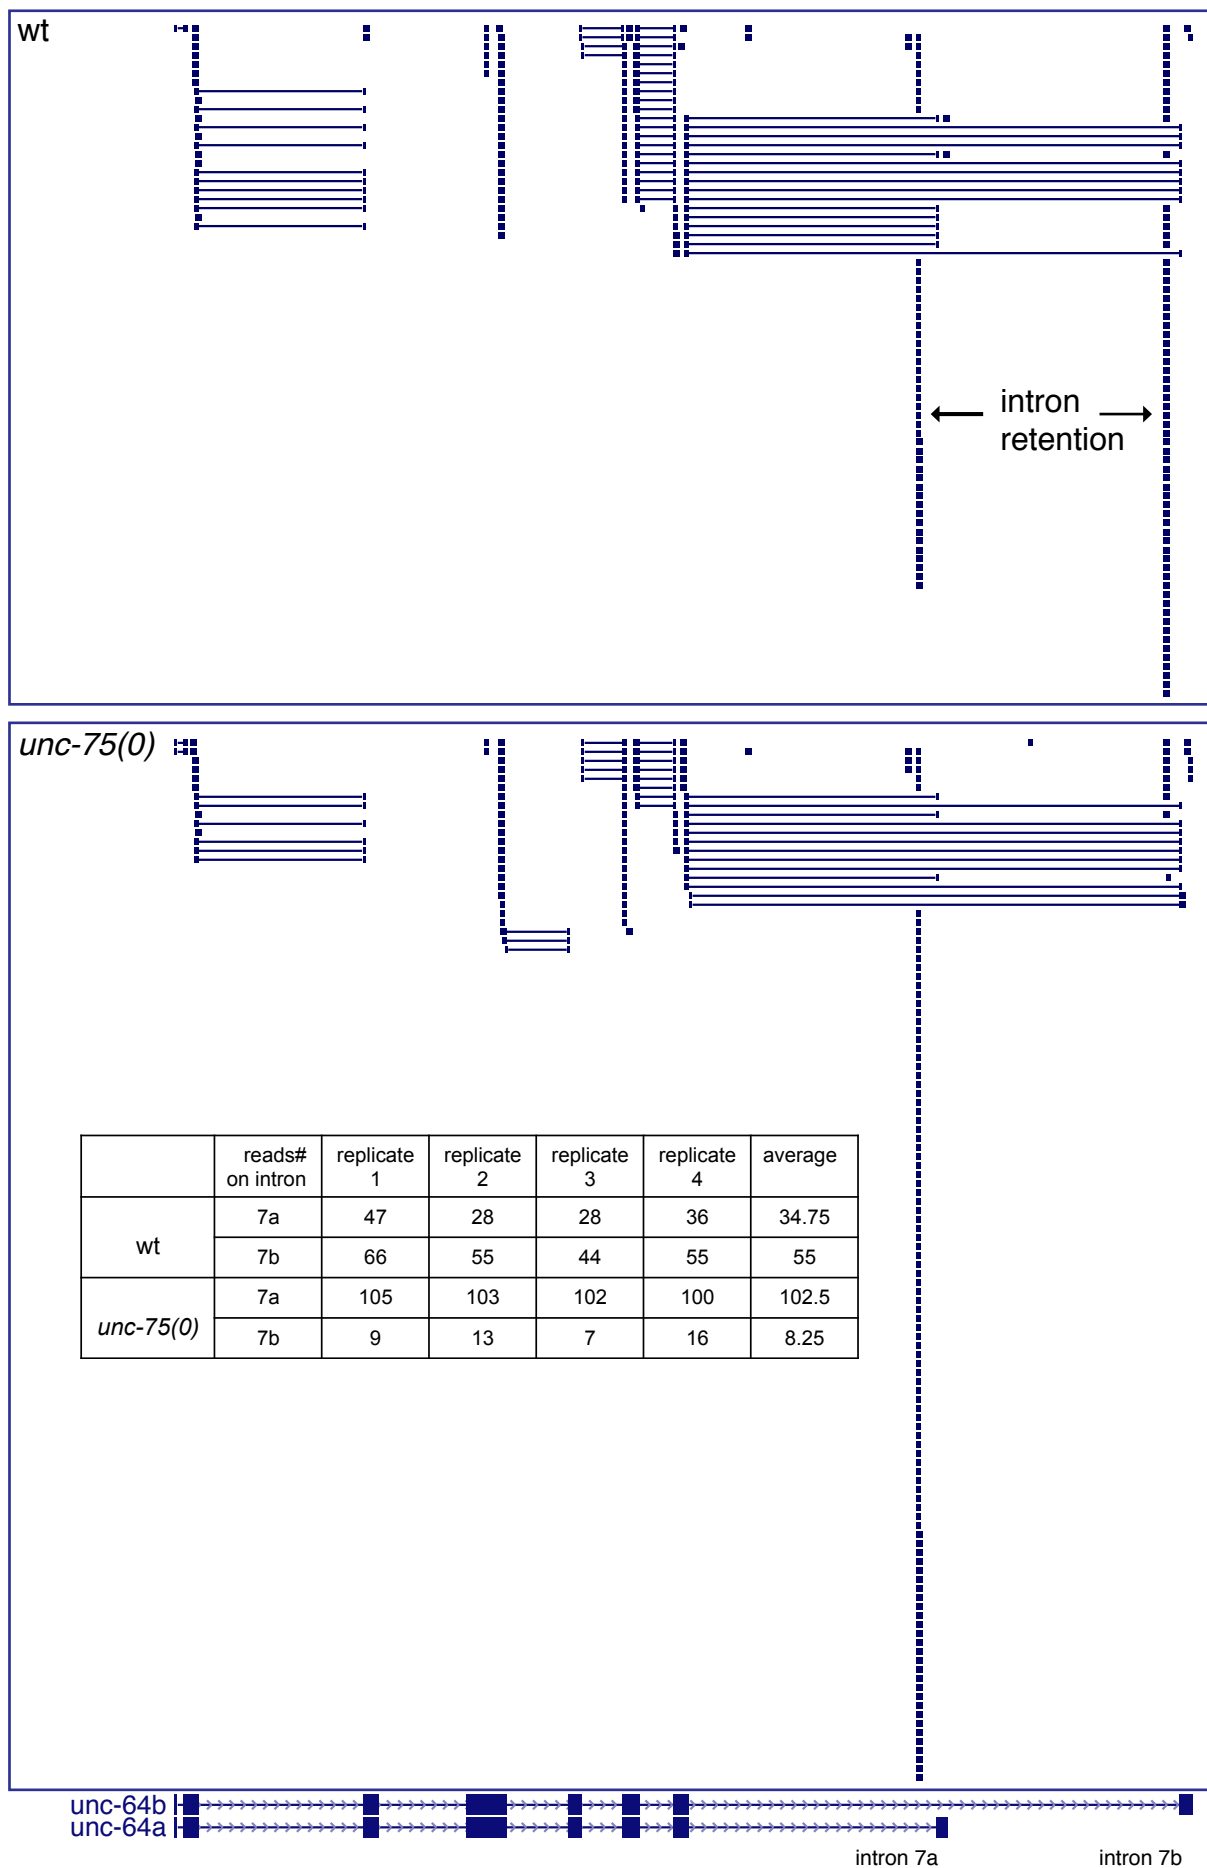 wt
intron
retention
unc-75(0)
reads# on intron replicate 1 replicate 2 replicate 3 replicate 4 average
wt 7a 47 28 28 36 34.75
7b 66 55 44 55 55
unc-75(0) 7a 105 103 102 100 102.5
7b 9 13 7 16 8.25
unc-64b
unc-64a
intron 7a intron 7b